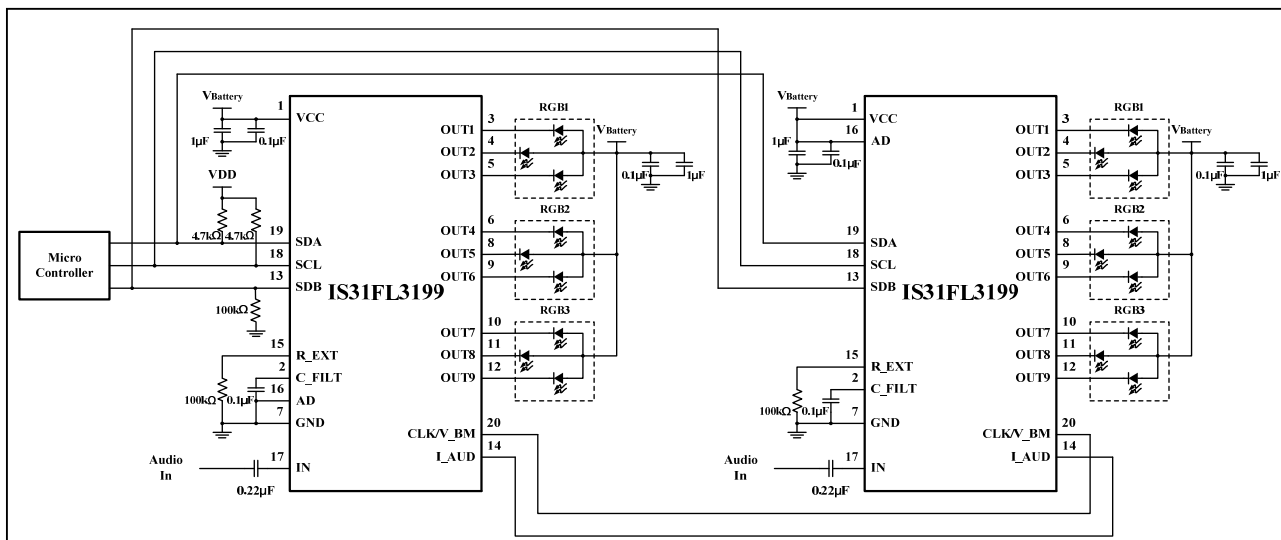 VBattery
1
VCC
1µF
0.1µF
VDD
4.7kΩ
4.7kΩ
Micro
Controller
19
SDA
18
SCL
13
SDB
100kΩ
IS31FL3199
15
R_EXT
2
C_FILT
16
AD
7
GND
100kΩ
0.1µF
Audio
In
17
IN
0.22µF
3
OUT1
4
OUT2
5
OUT3
6
OUT4
8
OUT5
9
OUT6
10
OUT7
11
OUT8
12
OUT9
20
CLK/V_BM
14
I_AUD
RGB1
VBattery
0.1µF
1µF
RGB2
RGB3
VBattery
1
VCC
16
AD
1µF
0.1µF
19
SDA
18
SCL
13
SDB
IS31FL3199
15
R_EXT
2
C_FILT
7
GND
100kΩ
0.1µF
Audio
In
17
IN
0.22µF
3
OUT1
4
OUT2
5
OUT3
6
OUT4
8
OUT5
9
OUT6
10
OUT7
11
OUT8
12
OUT9
20
CLK/V_BM
14
I_AUD
RGB1
VBattery
0.1µF
1µF
RGB2
RGB3